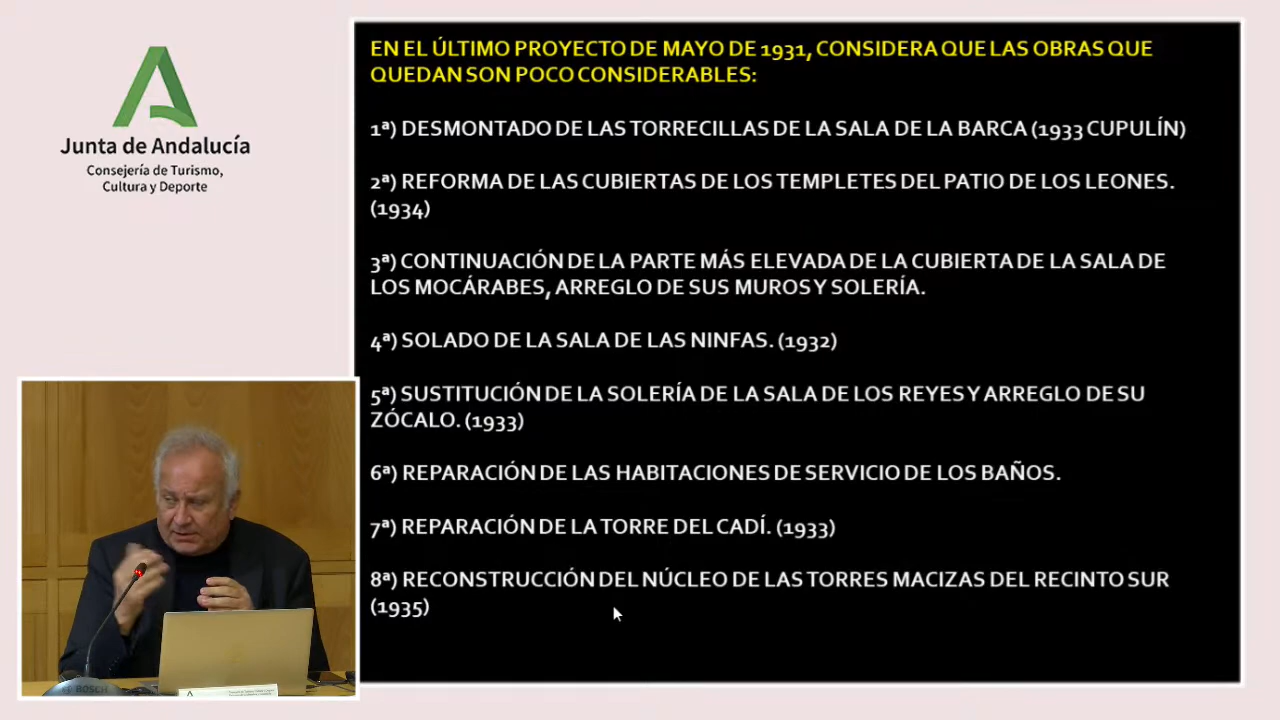 Junta de Andalucía
Consejería de Turismo,
Cultura y Deporte
EN EL ÚLTIMO PROYECTO DE MAYO DE 1931, CONSIDERA QUE LAS OBRAS QUE
QUEDAN SON POCO CONSIDERABLES:
1ª) DESMONTADO DE LAS TORRECILLAS DE LA SALA DE LA BARCA (1933 CUPULÍN)
2ª) REFORMA DE LAS CUBIERTAS DE LOS TEMPLETES DEL PATIO DE LOS LEONES.
(1934)
3ª) CONTINUACIÓN DE LA PARTE MÁS ELEVADA DE LA CUBIERTA DE LA SALA DE
LOS MOCÁRABES, ARREGLO DE SUS MUROS Y SOLERÍA.
4ª) SOLADO DE LA SALA DE LAS NINFAS. (1932)
5ª) SUSTITUCIÓN DE LA SOLERÍA DE LA SALA DE LOS REYES Y ARREGLO DE SU
ZÓCALO. (1933)
6ª) REPARACIÓN DE LAS HABITACIONES DE SERVICIO DE LOS BAÑOS.
7ª) REPARACIÓN DE LA TORRE DEL CADÍ. (1933)
8ª) RECONSTRUCCIÓN DEL NÚCLEO DE LAS TORRES MACIZAS DEL RECINTO SUR
(1935)
BOSCH